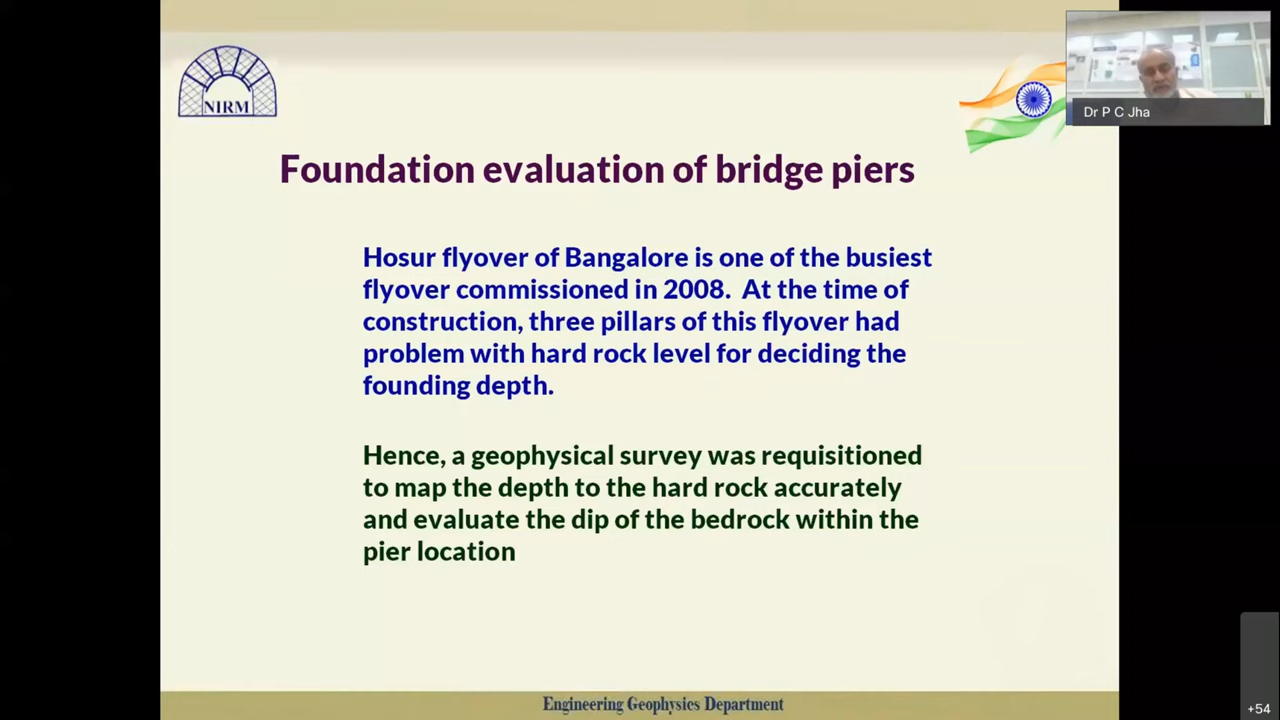 NIRM
Dr P C Jha
Foundation evaluation of bridge piers
Hosur flyover of Bangalore is one of the busiest
flyover commissioned in 2008. At the time of
construction, three pillars of this flyover had
problem with hard rock level for deciding the
founding depth.
Hence, a geophysical survey was requisitioned
to map the depth to the hard rock accurately
and evaluate the dip of the bedrock within the
pier location
Engineering Geophysics Department
+54